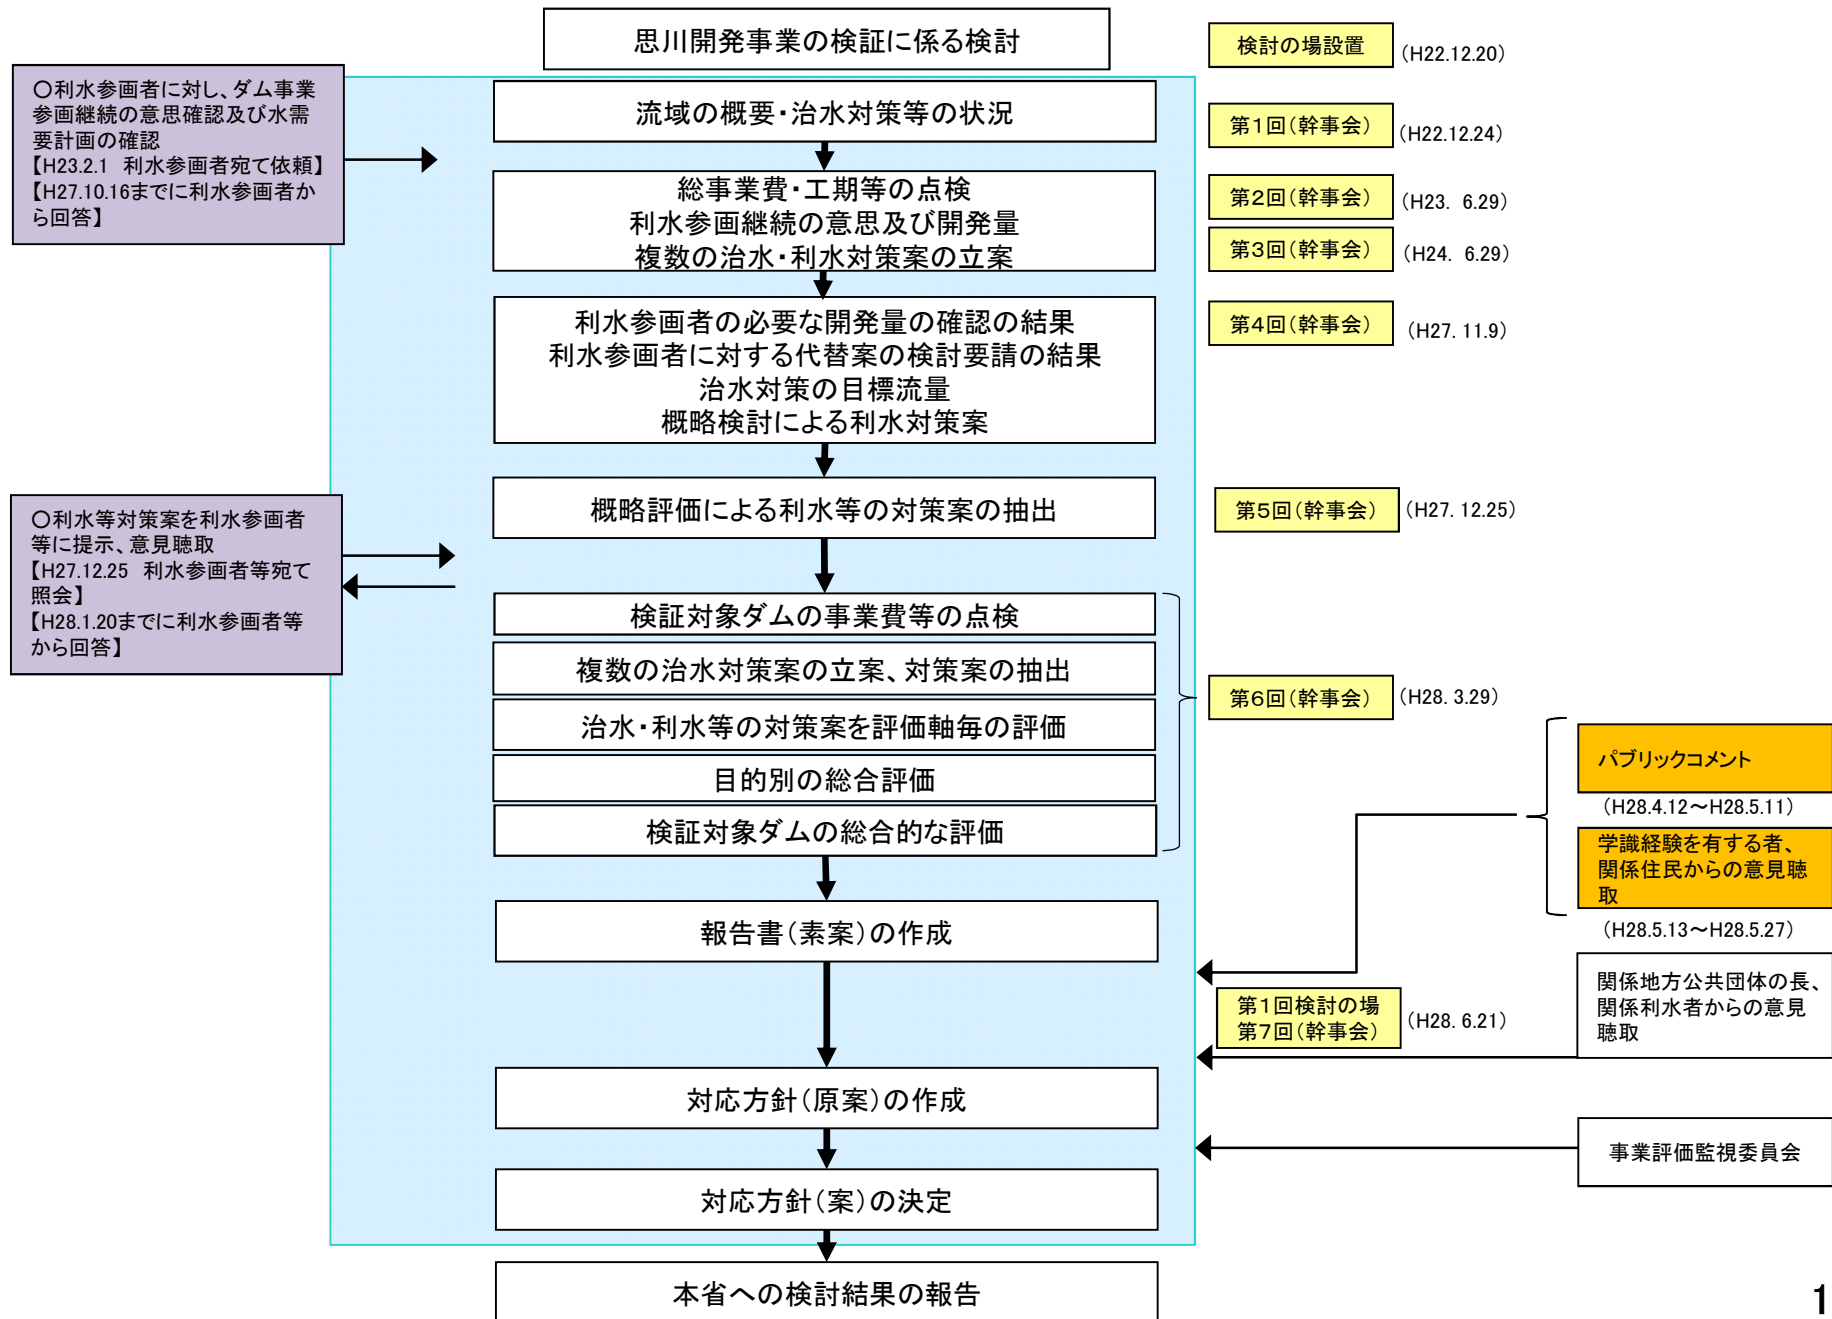 思川開発事業の検証に係る検討
検討の場設置
(H22.12.20)
〇利水参画者に対し、ダム事業
参画継続の意思確認及び水需
要計画の確認
【H23.2.1 利水参画者宛て依頼】
【H27.10.16までに利水参画者か
ら回答】
流域の概要・治水対策等の状況
第1回(幹事会)
(H22.12.24)
総事業費・工期等の点検
利水参画継続の意思及び開発量
複数の治水・利水対策案の立案
第2回(幹事会)
(H23. 6.29)
第3回(幹事会)
(H24. 6.29)
利水参画者の必要な開発量の確認の結果
利水参画者に対する代替案の検討要請の結果
治水対策の目標流量
概略検討による利水対策案
第4回(幹事会)
(H27. 11.9)
概略評価による利水等の対策案の抽出
第5回(幹事会)
(H27. 12.25)
〇利水等対策案を利水参画者
等に提示、意見聴取
【H27.12.25 利水参画者等宛て
照会】
【H28.1.20までに利水参画者等
から回答】
検証対象ダムの事業費等の点検
複数の治水対策案の立案、対策案の抽出
治水・利水等の対策案を評価軸毎の評価
目的別の総合評価
検証対象ダムの総合的な評価
第6回(幹事会)
(H28. 3.29)
パブリックコメント
(H28.4.12～H28.5.11)
学識経験を有する者、
関係住民からの意見聴
取
(H28.5.13～H28.5.27)
報告書(素案)の作成
第1回検討の場
第7回(幹事会)
(H28. 6.21)
関係地方公共団体の長、
関係利水者からの意見
聴取
対応方針(原案)の作成
事業評価監視委員会
対応方針(案)の決定
本省への検討結果の報告
1